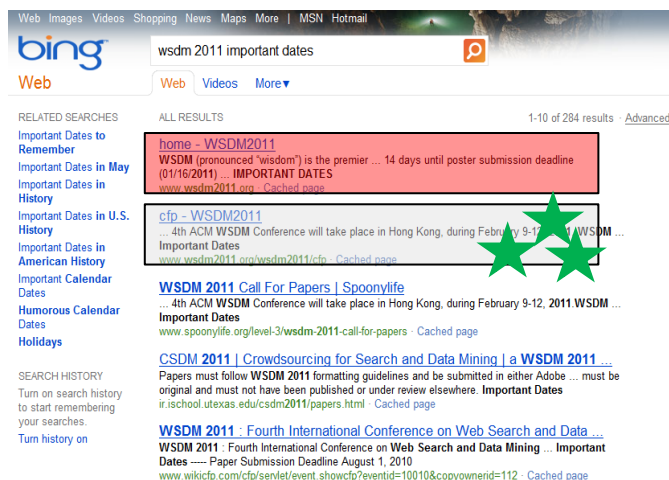 Web Images Videos Shopping News Maps More | MSN Hotmail
bing
wsdm 2011 important dates
Web
Web Videos More▼
RELATED SEARCHES
Important Dates to
Remember
Important Dates in May
Important Dates in
History
Important Dates in U.S.
History
Important Dates in
American History
Important Calendar
Dates
Humorous Calendar
Dates
Holidays
SEARCH HISTORY
Turn on search history
to start remembering
your searches.
Turn history on
ALL RESULTS
1-10 of 284 results · Advanced
home - WSDM2011
WSDM (pronounced “wisdom”) is the premier ... 14 days until poster submission deadline
(01/16/2011) ... IMPORTANT DATES
www.wsdm2011.org · Cached page
cfp - WSDM2011
... 4th ACM WSDM Conference will take place in Hong Kong, during February 9-12, 2011. WSDM ...
Important Dates
www.wsdm2011.org/wsdm2011/cfp · Cached page
WSDM 2011 Call For Papers | Spoonylife
... 4th ACM WSDM Conference will take place in Hong Kong, during February 9-12, 2011.WSDM ...
Important Dates
www.spoonylife.org/level-3/wsdm-2011-call-for-papers · Cached page
CSDM 2011 | Crowdsourcing for Search and Data Mining | a WSDM 2011 ...
Papers must follow WSDM 2011 formatting guidelines and be submitted in either Adobe ... must be
original and must not have been published or under review elsewhere. Important Dates
ir.ischool.utexas.edu/csdm2011/papers.html · Cached page
WSDM 2011 : Fourth International Conference on Web Search and Data ...
WSDM 2011 : Fourth International Conference on Web Search and Data Mining ... Important
Dates ----- Paper Submission Deadline August 1, 2010
www.wikicfp.com/cfp/servlet/event.showcfp?eventid=10010&copyownerid=112 · Cached page